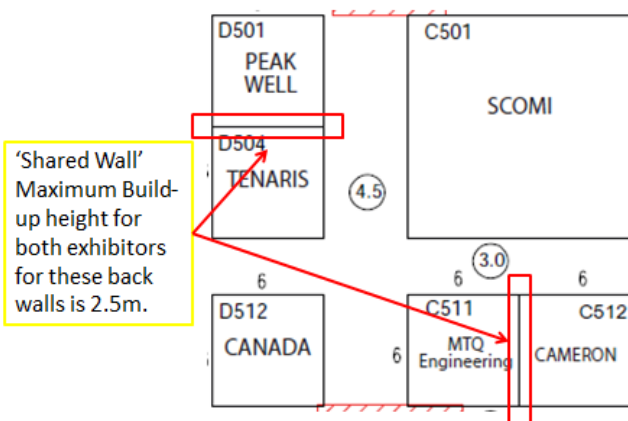 D501
PEAK
WELL
C501
SCOMI
'Shared Wall'
Maximum Build-
up height for
both exhibitors
for these back
walls is 2.5m.
D504
TENARIS
4.5
3.0
6
6
6
D512
CANADA
C511
MTQ
Engineering
6
C512
CAMERON